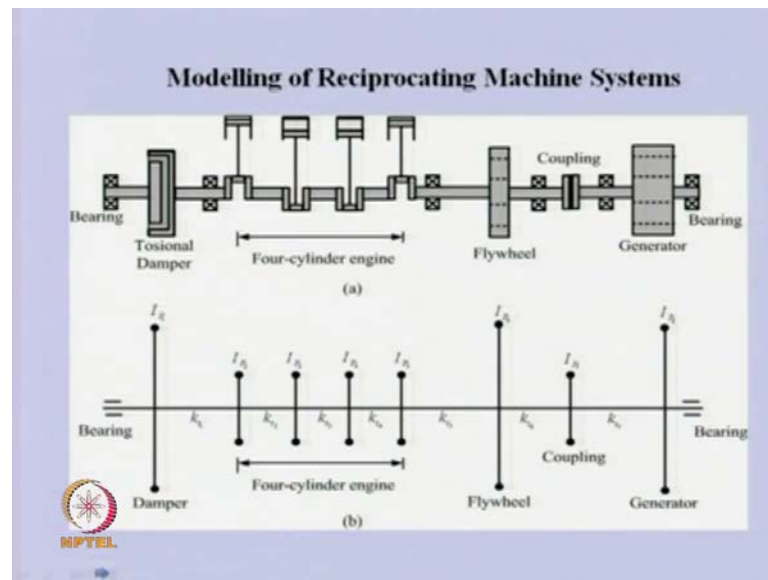 Modelling of Reciprocating Machine Systems
Coupling
Bearing
Bearing
Tosional
Damper
Four-cylinder engine
Flywheel
Generator
(a)
Bearing
Bearing
Coupling
Four-cylinder engine
Damper
Flywheel
Generator
(b)
NPTEL